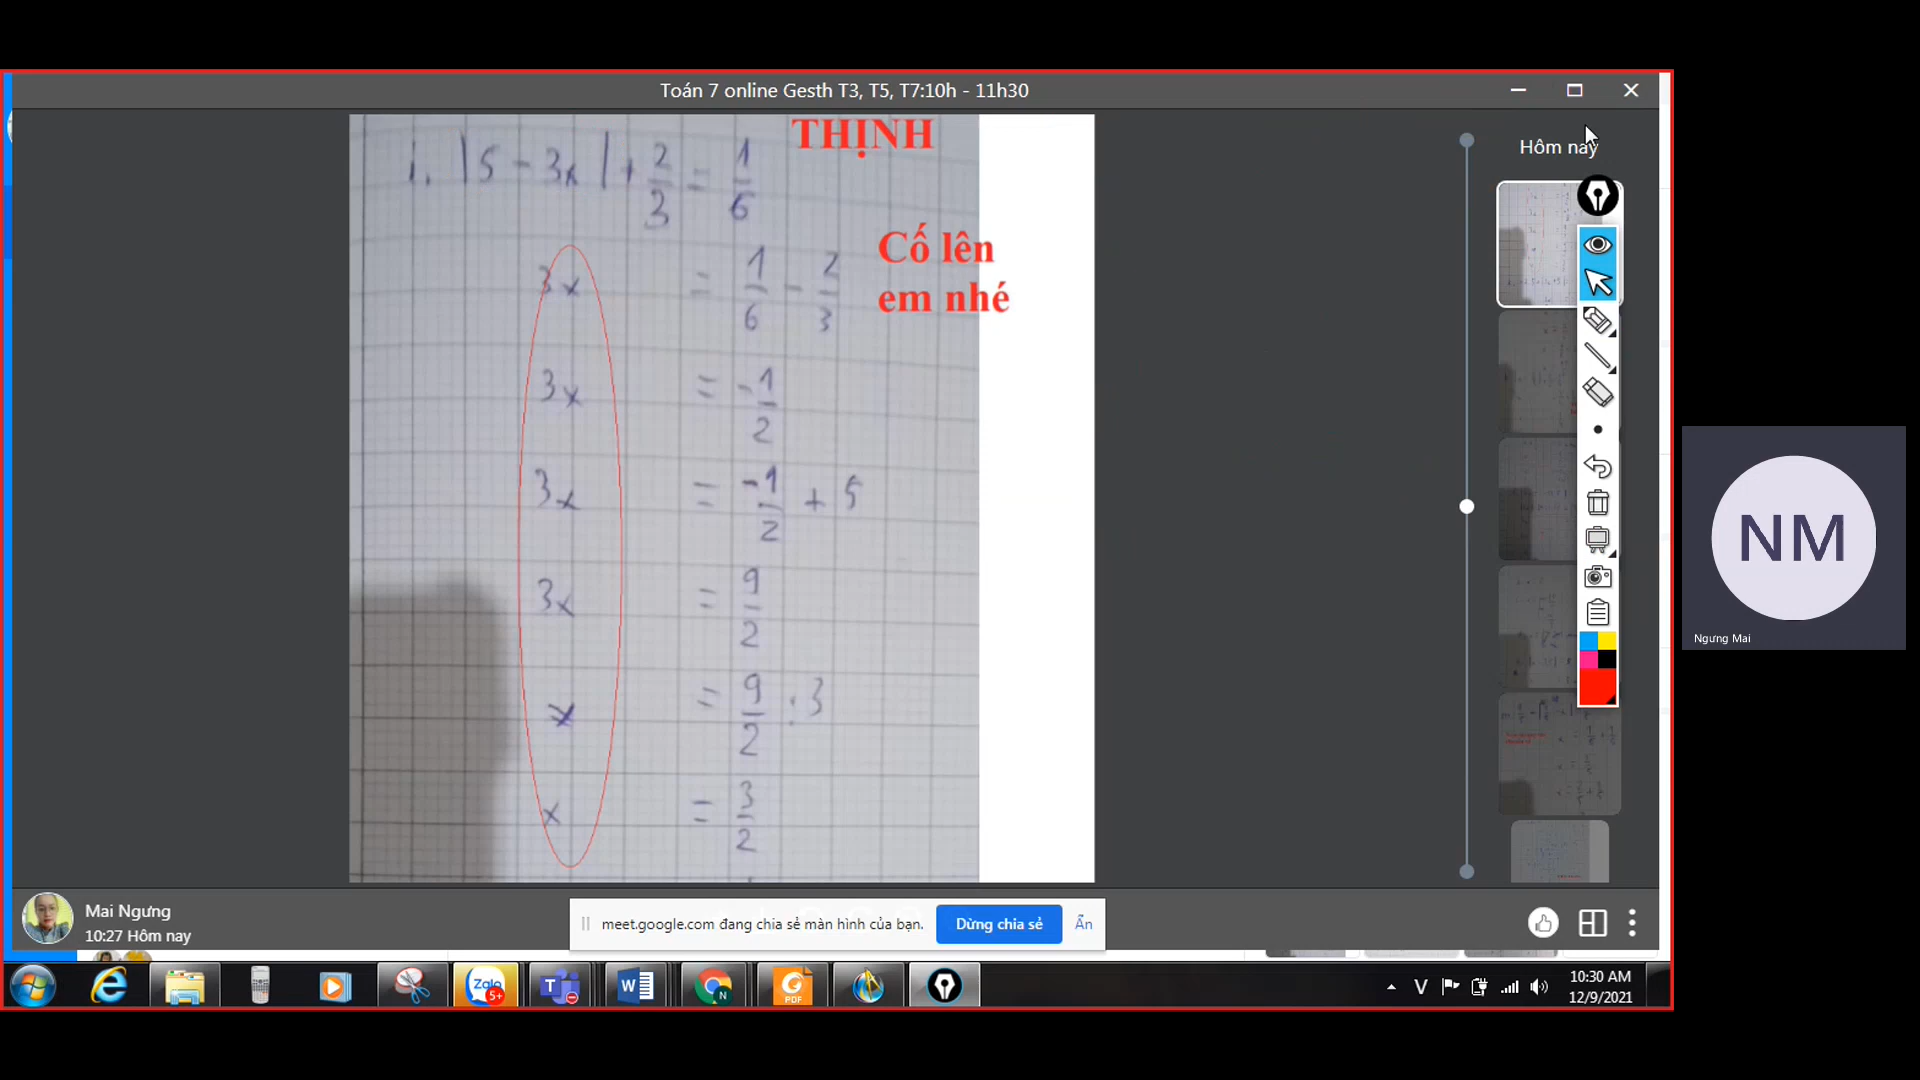 Toán 7 online Gesth T3, T5, T7:10h - 11h30
Hôm nay
THỊNH
i. |5 - 3x| + 2/3 = 1/6
Cố lên
em nhé
3x = 1/6 - 2/3
3x = -1/2
3x = -1/2 + 5
3x = 9/2
x = 9/2 : 3
x = 3/2
NM
Ngưng Mai
Mai Ngưng
10:27 Hôm nay
meet.google.com đang chia sẻ màn hình của bạn.
Dừng chia sẻ
Ẩn
Zalo
5+
T
W
N
PDF
V
10:30 AM
12/9/2021